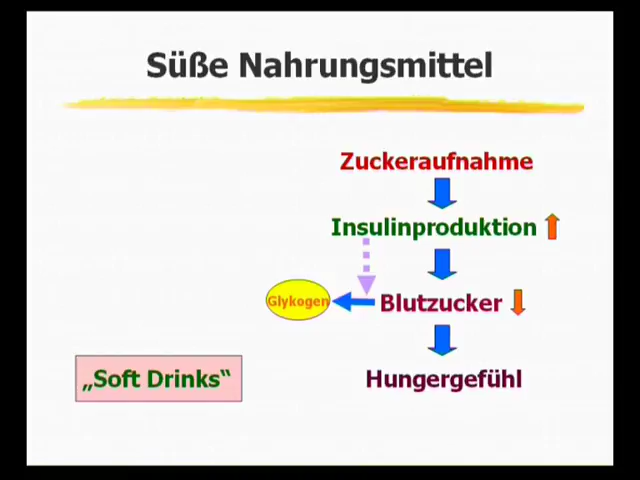 Süße Nahrungsmittel
Zuckeraufnahme
Insulinproduktion
Glykogen
Blutzucker
„Soft Drinks“
Hungergefühl